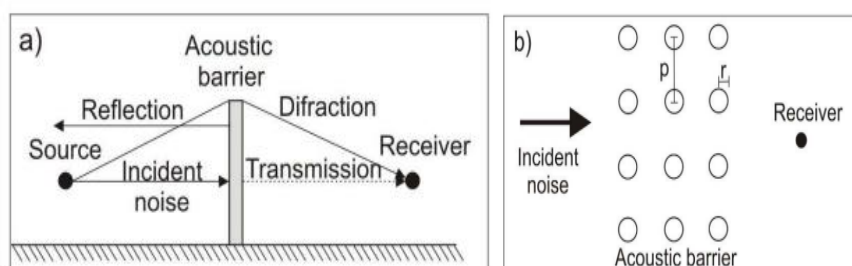 a)
Acoustic
barrier
Reflection
Difraction
Source
Receiver
Incident
noise
Transmission
b)
p
r
Receiver
Incident
noise
Acoustic barrier